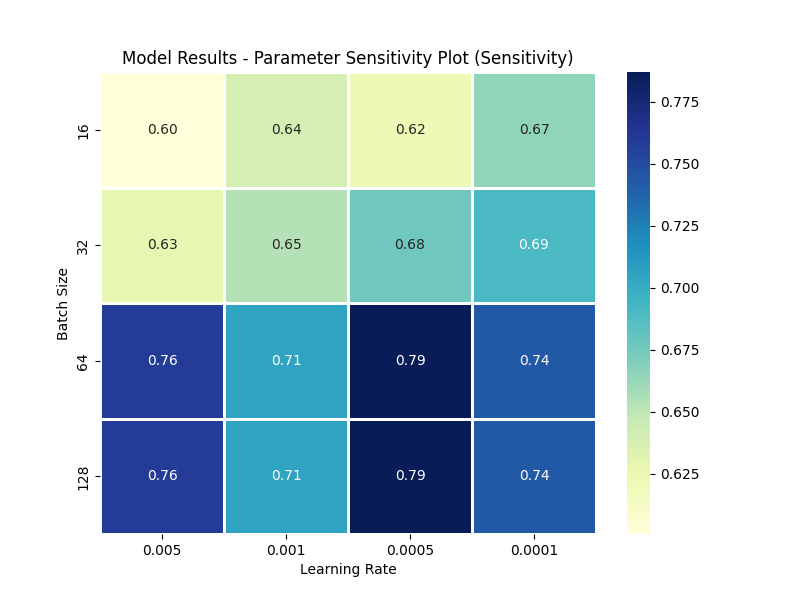 Model Results - Parameter Sensitivity Plot (Sensitivity)
16
0.60 0.64 0.62 0.67
32
0.63 0.65 0.68 0.69
64
0.76 0.71 0.79 0.74
128
0.76 0.71 0.79 0.74
Batch Size
0.005 0.001 0.0005 0.0001
Learning Rate
0.775
0.750
0.725
0.700
0.675
0.650
0.625